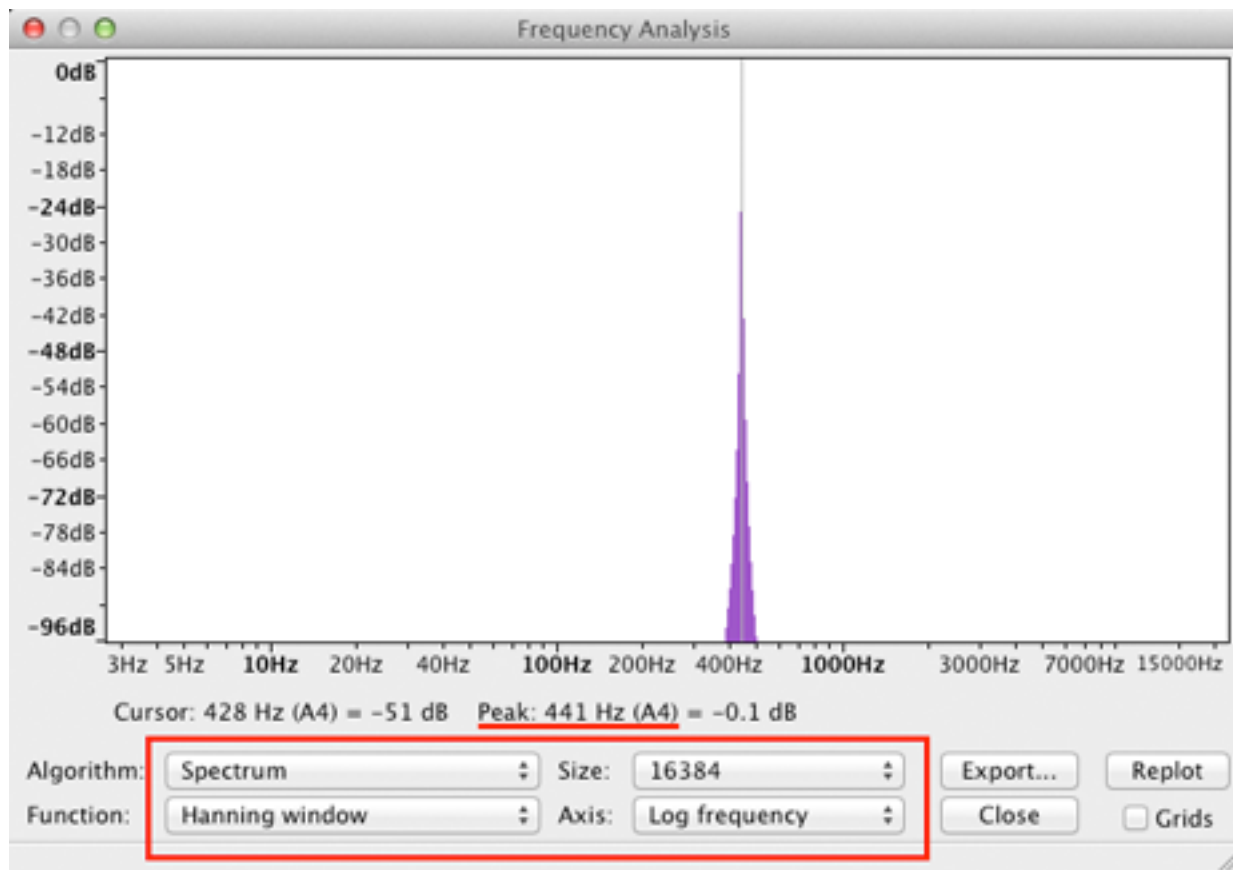 Frequency Analysis
0dB
-12dB
-18dB
-24dB
-30dB
-36dB
-42dB
-48dB
-54dB
-60dB
-66dB
-72dB
-78dB
-84dB
-96dB
3Hz 5Hz 10Hz 20Hz 40Hz 100Hz 200Hz 400Hz 1000Hz 3000Hz 7000Hz 15000Hz
Cursor: 428 Hz (A4) = -51 dB Peak: 441 Hz (A4) = -0.1 dB
Algorithm: Spectrum Size: 16384 Export... Replot
Function: Hanning window Axis: Log frequency Close Grids